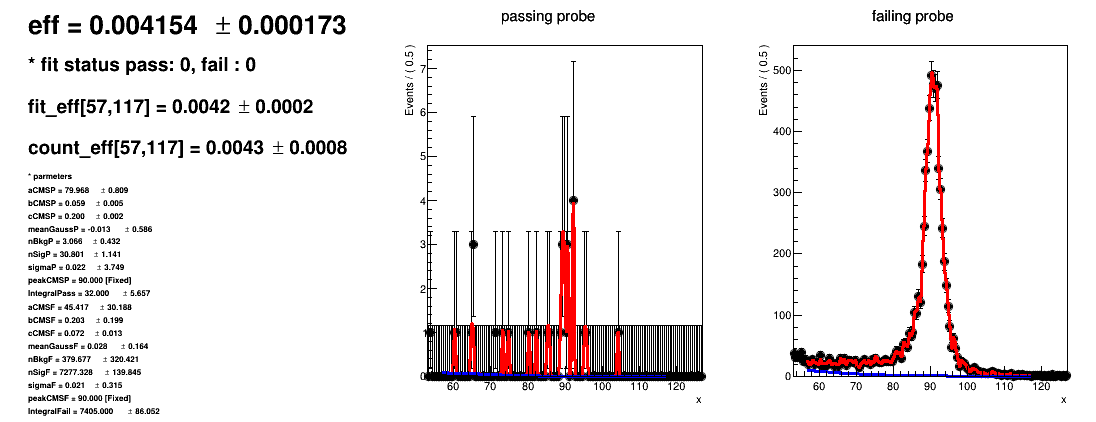 eff = 0.004154 ± 0.000173
* fit status pass: 0, fail : 0
fit_eff[57,117] = 0.0042 ± 0.0002
count_eff[57,117] = 0.0043 ± 0.0008
* parmeters
aCMSP = 79.968 ± 0.809
bCMSP = 0.059 ± 0.005
cCMSP = 0.200 ± 0.002
meanGaussP = -0.013 ± 0.586
nBkgP = 3.066 ± 0.432
nSigP = 30.801 ± 1.141
sigmaP = 0.022 ± 3.749
peakCMSP = 90.000 [Fixed]
IntegralPass = 32.000 ± 5.657
aCMSF = 45.417 ± 30.188
bCMSF = 0.203 ± 0.199
cCMSF = 0.072 ± 0.013
meanGaussF = 0.028 ± 0.164
nBkgF = 379.677 ± 320.421
nSigF = 7277.328 ± 139.845
sigmaF = 0.021 ± 0.315
peakCMSF = 90.000 [Fixed]
IntegralFail = 7405.000 ± 86.052
passing probe
Events / ( 0.5 )
7
6
5
4
3
2
1
0
60 70 80 90 100 110 120
x
failing probe
Events / ( 0.5 )
500
400
300
200
100
0
60 70 80 90 100 110 120
x